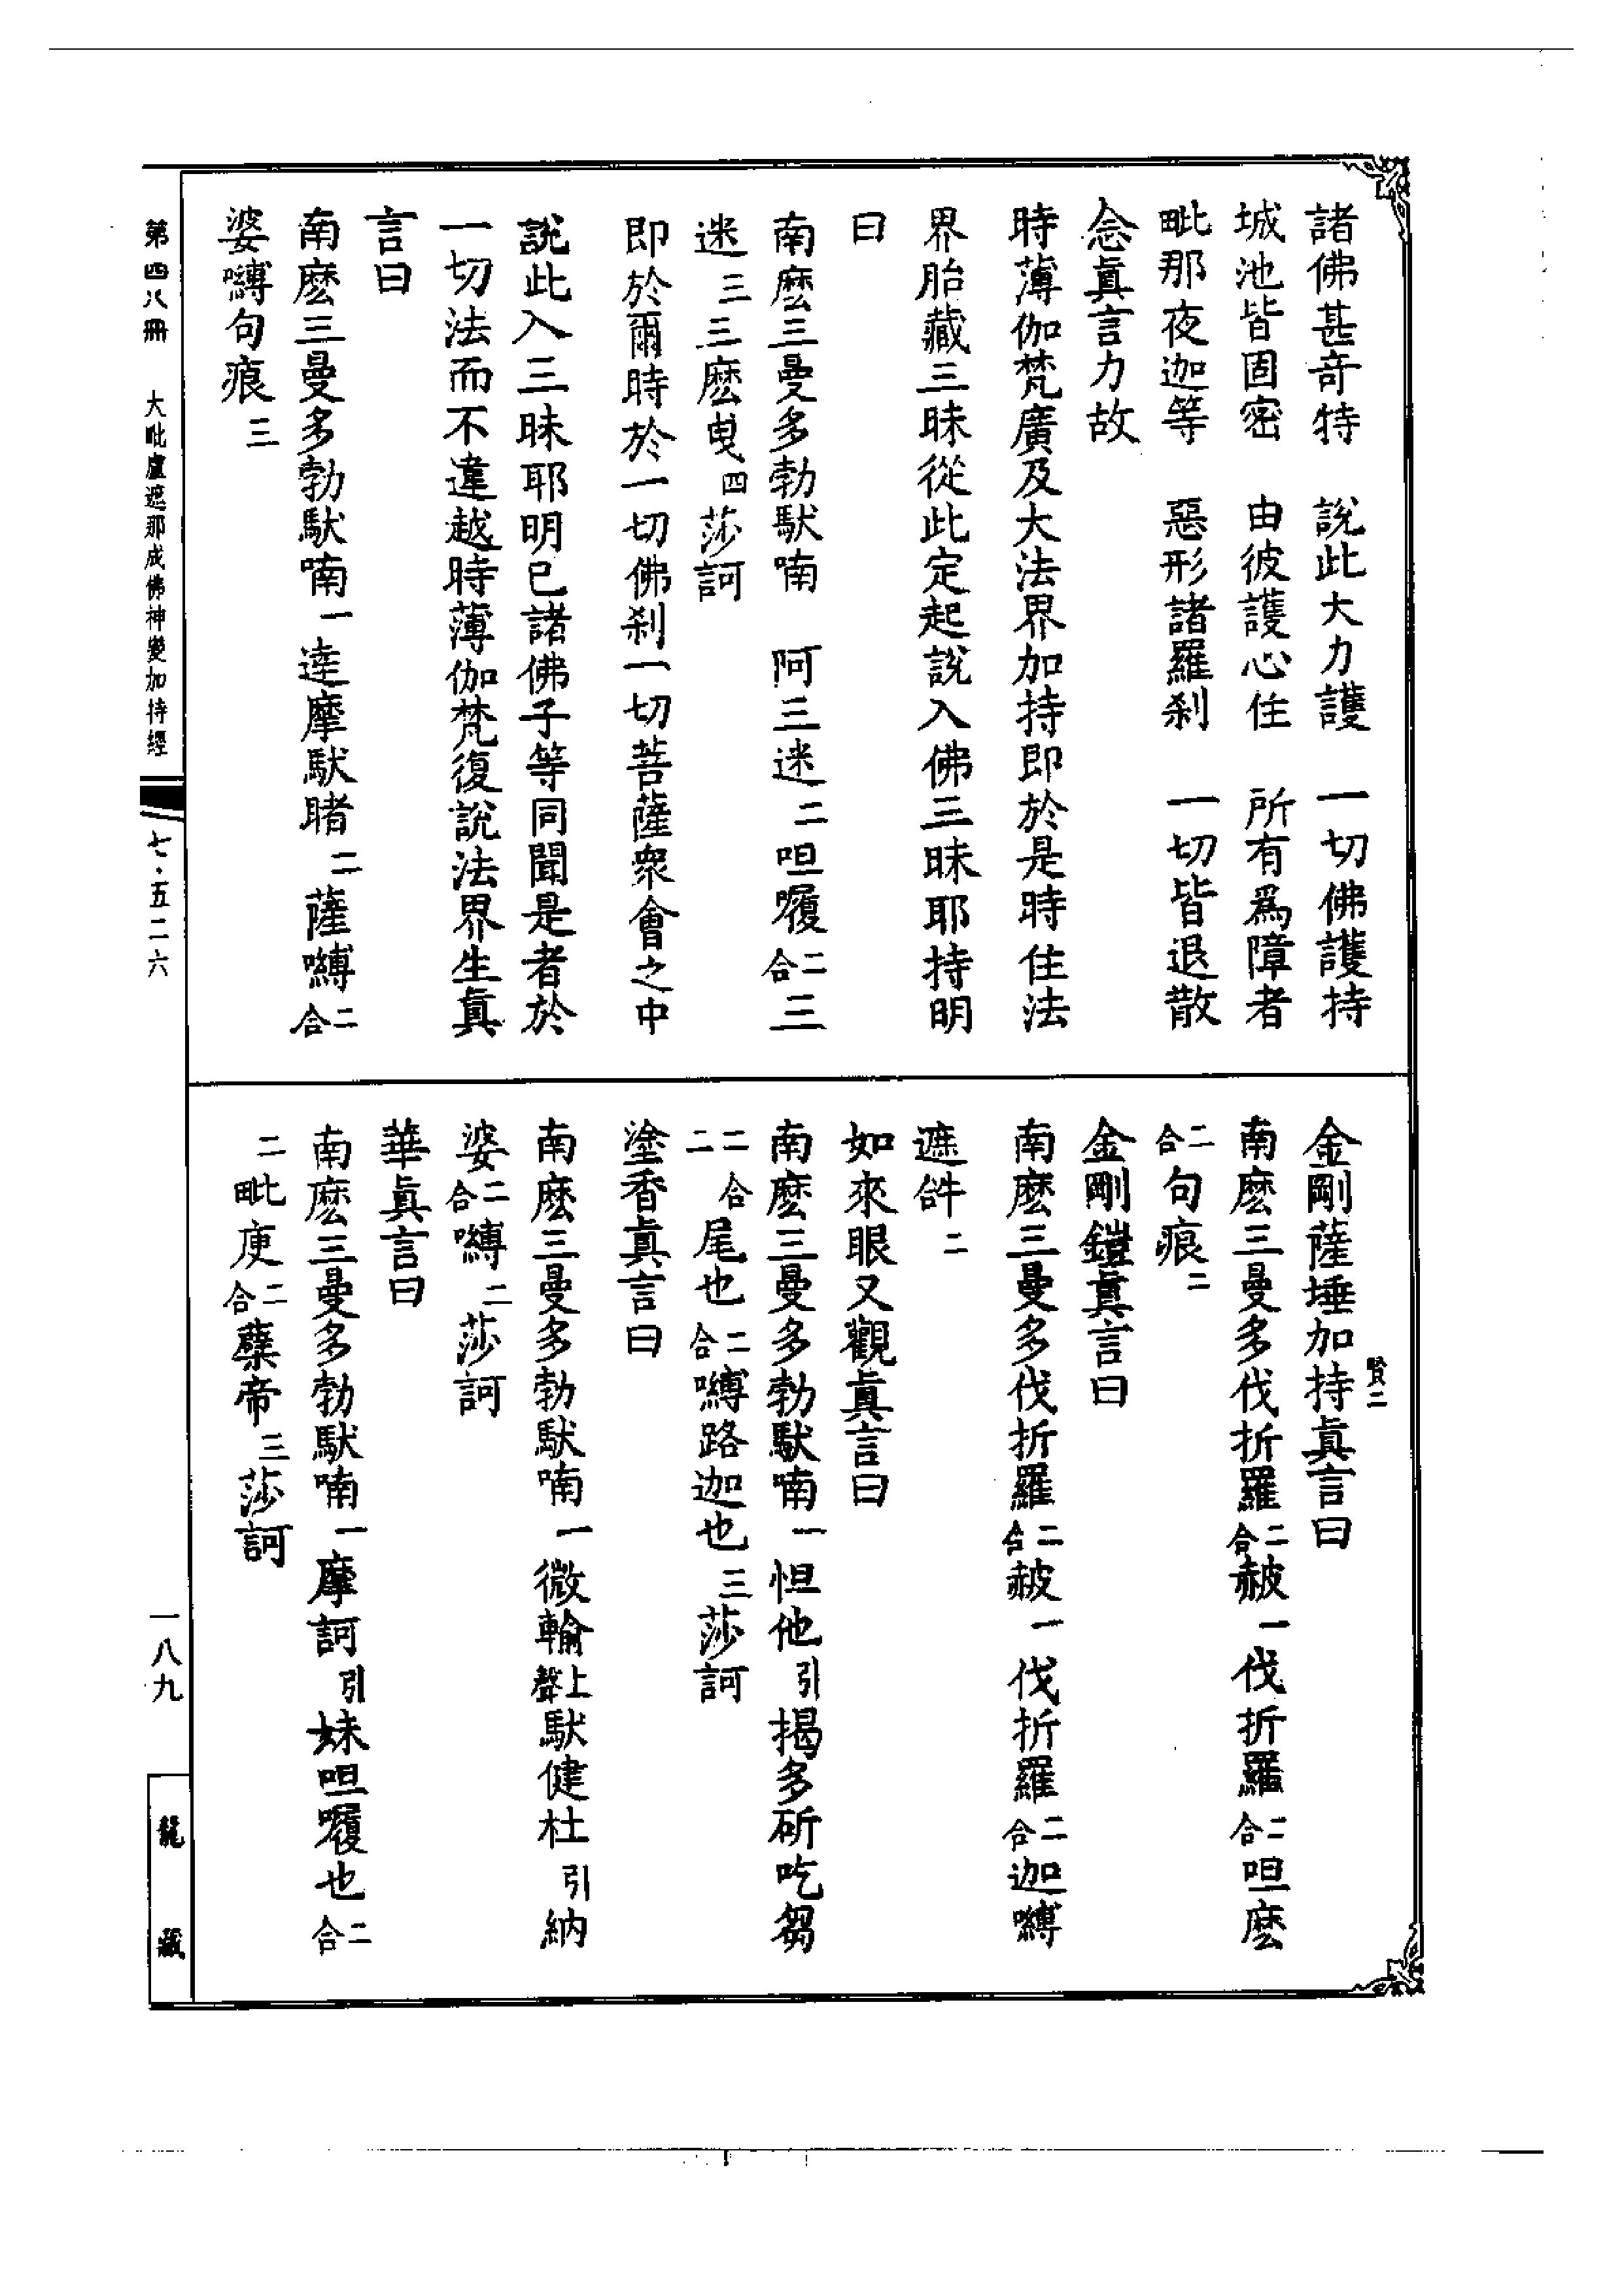 諸佛甚奇特　說此大力護　一切佛護持
城池皆固密　由彼護心住　所有爲障者
毗那夜迦等　惡形諸羅刹　一切皆退散
念眞言力故
時薄伽梵廣及大法界加持即於是時住法
界胎藏三昧從此定起說入佛三昧耶持明
曰
南麽三曼多勃馱喃　阿三迷二呾𡅘二合三
迷三三麽曳四莎訶
即於爾時於一切佛刹一切菩薩衆會之中
說此入三昧耶明已諸佛子等同聞是者於
一切法而不違越時薄伽梵復說法界生眞
言曰
南麽三曼多勃馱喃一達摩馱睹二薩嚩二合
婆嚩句痕三
金剛薩埵加持眞言曰
賢二
南麽三曼多伐折羅二合赧一伐折羅二合呾麽
二合句痕二
金剛鎧眞言曰
南麽三曼多伐折羅二合赧一伐折羅二合迦嚩
遮𤙖二
如來眼又觀眞言曰
南麽三曼多勃馱喃一怛他引揭多斫吃芻
二合二尾也二合嚩路迦也三莎訶
塗香眞言曰
南麽三曼多勃馱喃一微輸上聲馱健杜引納
婆二合嚩二莎訶
華眞言曰
南麽三曼多勃馱喃一摩訶引妹呾𡅘也二合
二毗庾二合蘗帝三莎訶
第四八冊　大毗盧遮那成佛神變加持經
七·五二六
一八九
龍藏